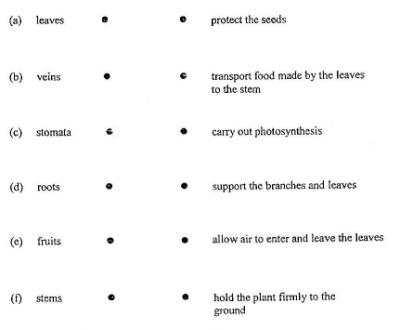 (a) leaves protect the seeds
(b) veins transport food made by the leaves
to the stem
(c) stomata carry out photosynthesis
(d) roots support the branches and leaves
(e) fruits allow air to enter and leave the leaves
(f) stems hold the plant firmly to the
ground